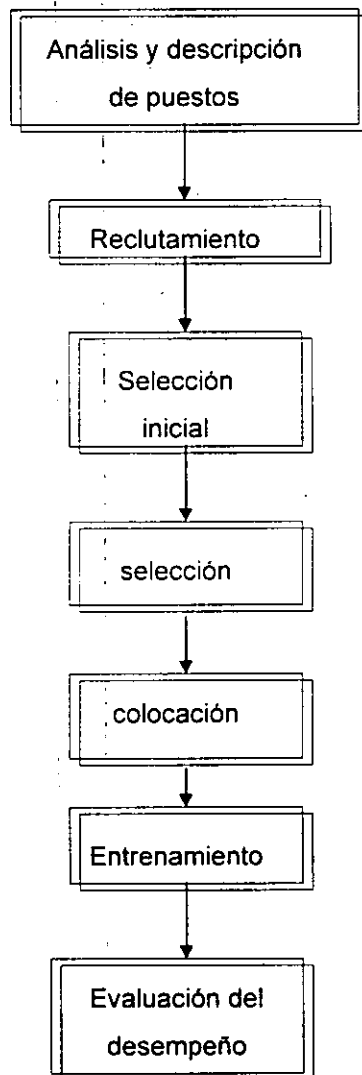 Análisis y descripción
de puestos
Reclutamiento
Selección
inicial
selección
colocación
Entrenamiento
Evaluación del
desempeño